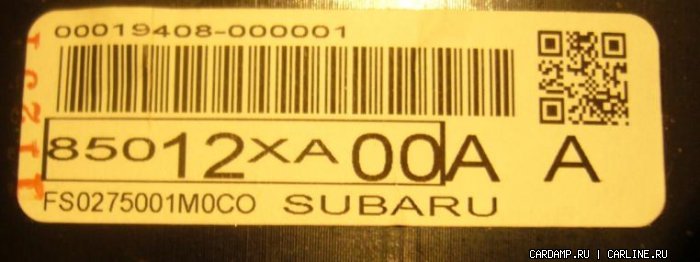 00019408-000001
85012XA00A A
FS0275001M0CO SUBARU
CARDAMP.RU | CARLINE.RU